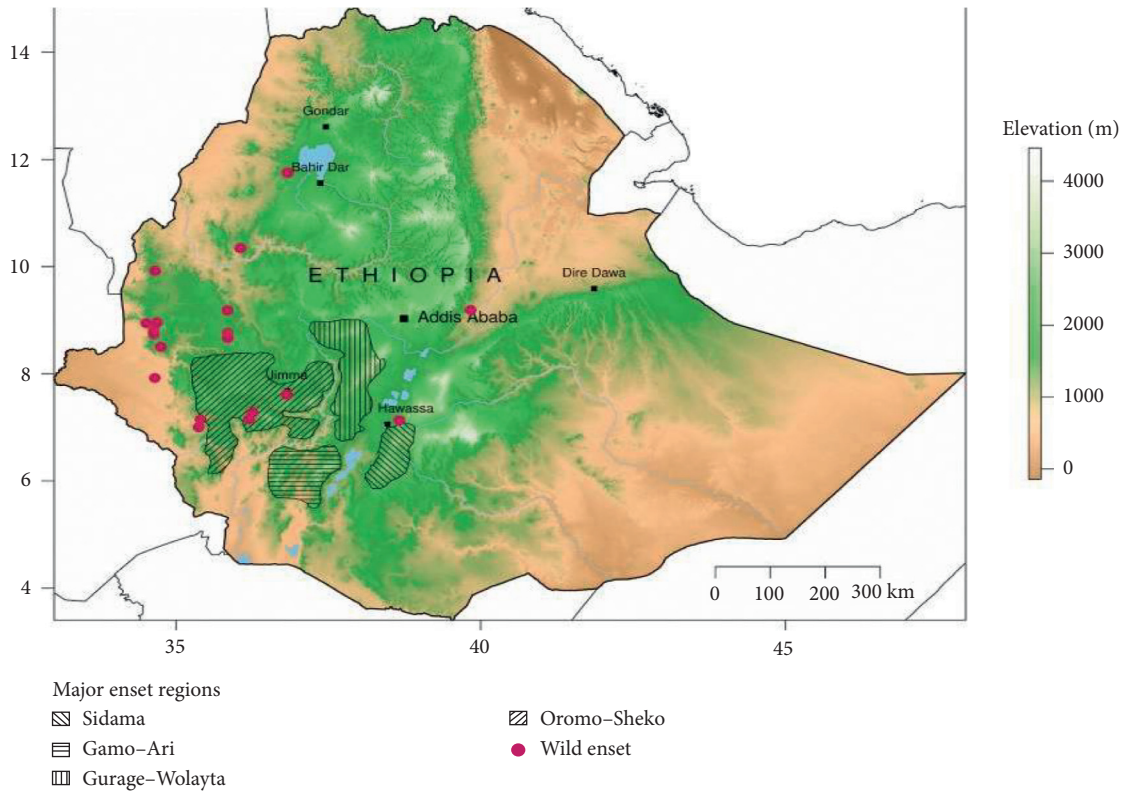 14
12
10
8
6
4
35
40
45
Gondar
Bahir Dar
ETHIOPIA
Dire Dawa
Addis Ababa
Jimma
Hawassa
0 100 200 300 km
Elevation (m)
4000
3000
2000
1000
0
Major enset regions
Sidama
Gamo–Ari
Gurage–Wolayta
Oromo–Sheko
Wild enset